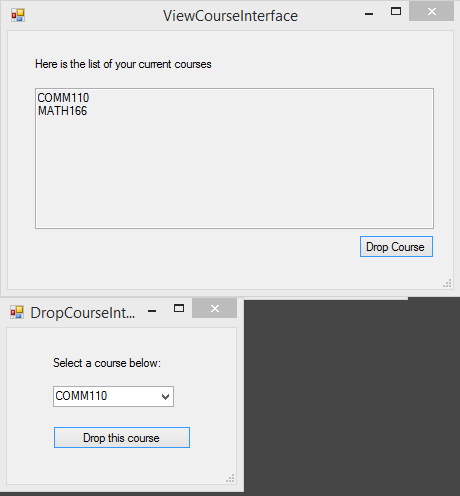 ViewCourseInterface
Here is the list of your current courses
COMM110
MATH166
Drop Course
DropCourseInt...
Select a course below:
COMM110
Drop this course